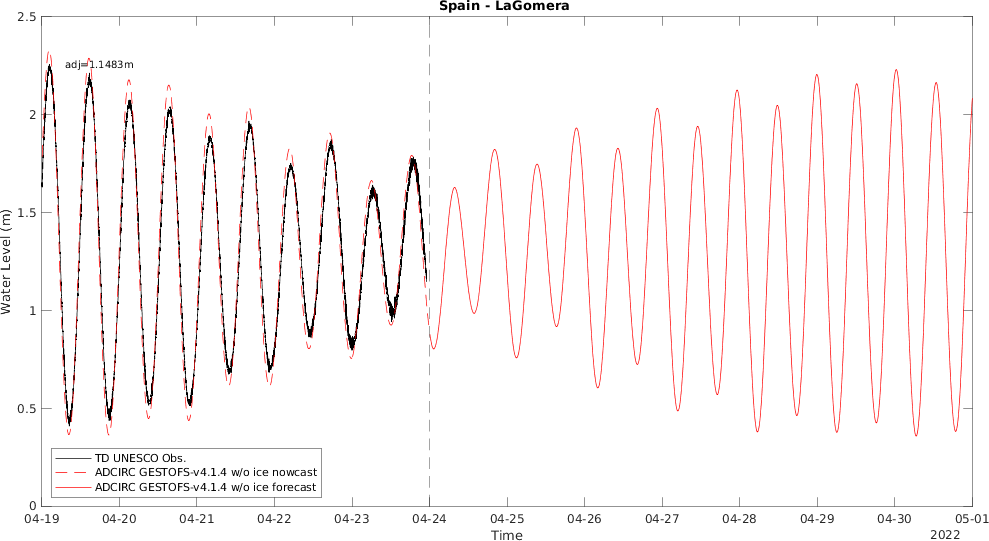 Spain - LaGomera
adj=1.1483m
2.5
2
1.5
1
0.5
0
Water Level (m)
TD UNESCO Obs.
ADCIRC GESTOFS-v4.1.4 w/o ice nowcast
ADCIRC GESTOFS-v4.1.4 w/o ice forecast
04-19 04-20 04-21 04-22 04-23 04-24 04-25 04-26 04-27 04-28 04-29 04-30 05-01
Time
2022